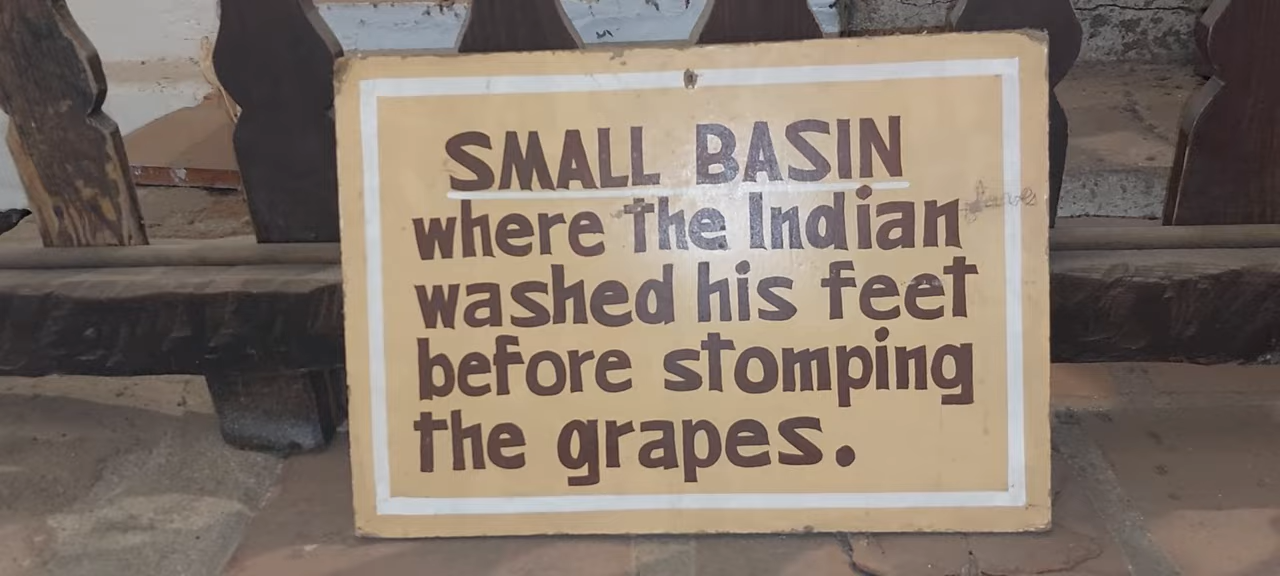 SMALL BASIN
where the Indian
washed his feet
before stomping
the grapes.